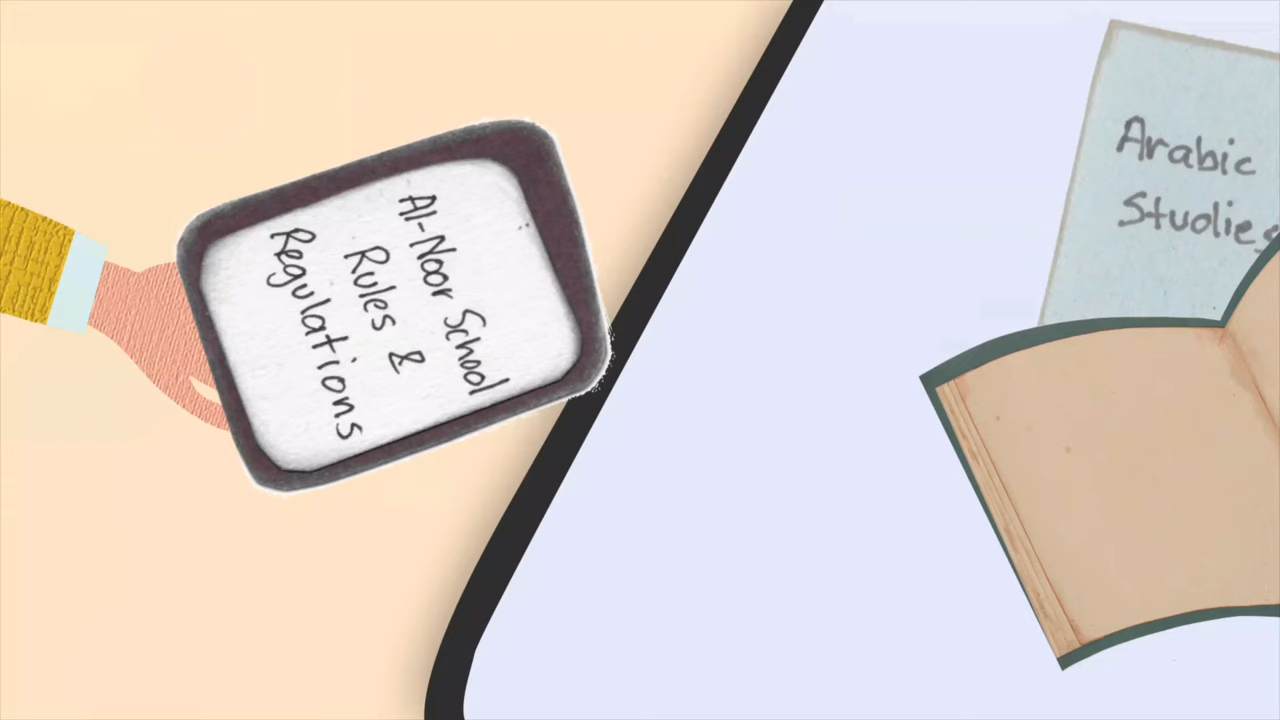 Al-Noor School
Rules &
Regulations
Arabic
Studies